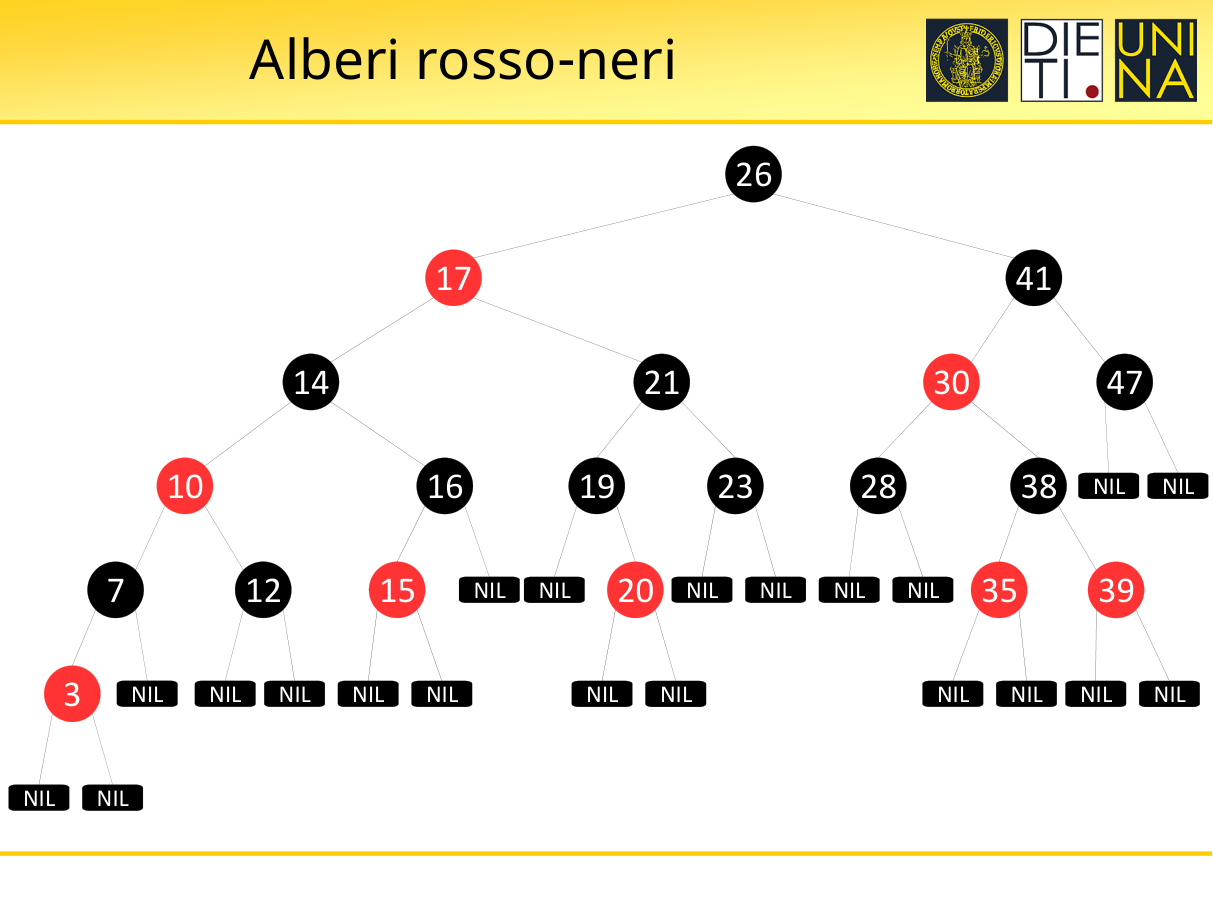 Alberi rosso-neri
DIE
TI.
UNI
NA
26
17 41
14 21 30 47
10 16 19 23 28 38 NIL NIL
7 12 15 NIL NIL 20 NIL NIL NIL NIL 35 39
3 NIL NIL NIL NIL NIL NIL NIL NIL NIL NIL NIL
NIL NIL